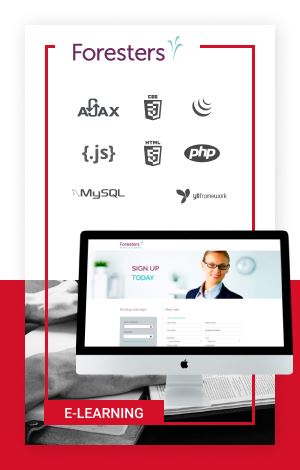 Foresters
AJAX
CSS
{.js}
HTML
php
MySQL
yiiframework
Foresters
SIGN UP
TODAY
E-LEARNING